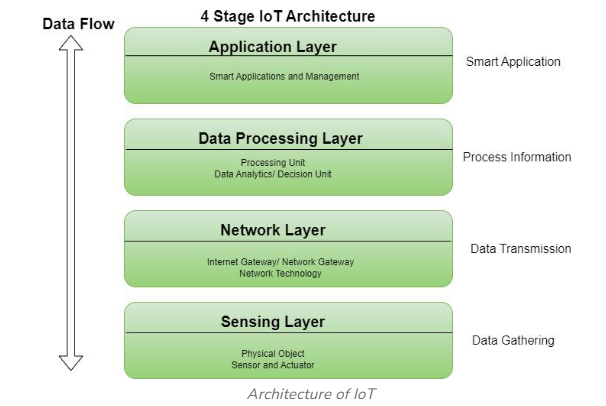 4 Stage IoT Architecture
Data Flow
Application Layer
Smart Applications and Management
Smart Application
Data Processing Layer
Processing Unit
Data Analytics/ Decision Unit
Process Information
Network Layer
Internet Gateway/ Network Gateway
Network Technology
Data Transmission
Sensing Layer
Physical Object
Sensor and Actuator
Data Gathering
Architecture of IoT